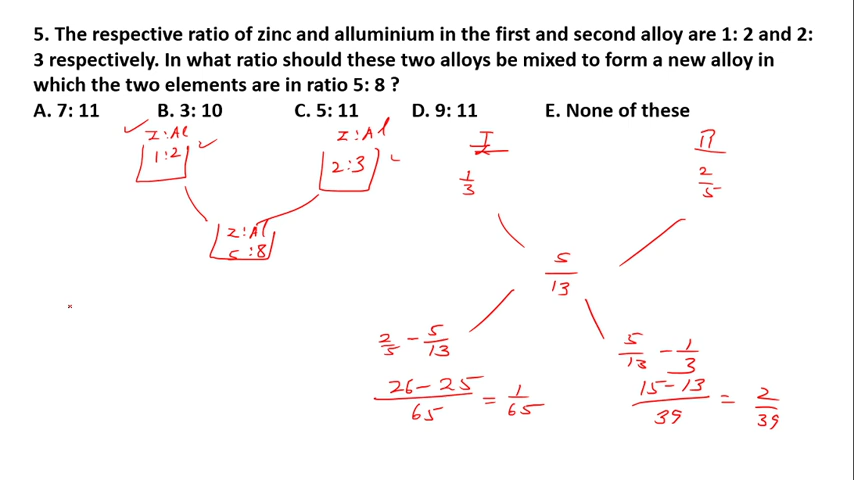 5. The respective ratio of zinc and alluminium in the first and second alloy are 1: 2 and 2:
3 respectively. In what ratio should these two alloys be mixed to form a new alloy in
which the two elements are in ratio 5: 8 ?
A. 7: 11 B. 3: 10 C. 5: 11 D. 9: 11 E. None of these
Z:Al Z:Al I II
1:2 2:3 1/3 2/5
Z:Al
5:8 5/13
2/5 - 5/13 5/13 - 1/3
26-25/65 = 1/65 15-13/39 = 2/39